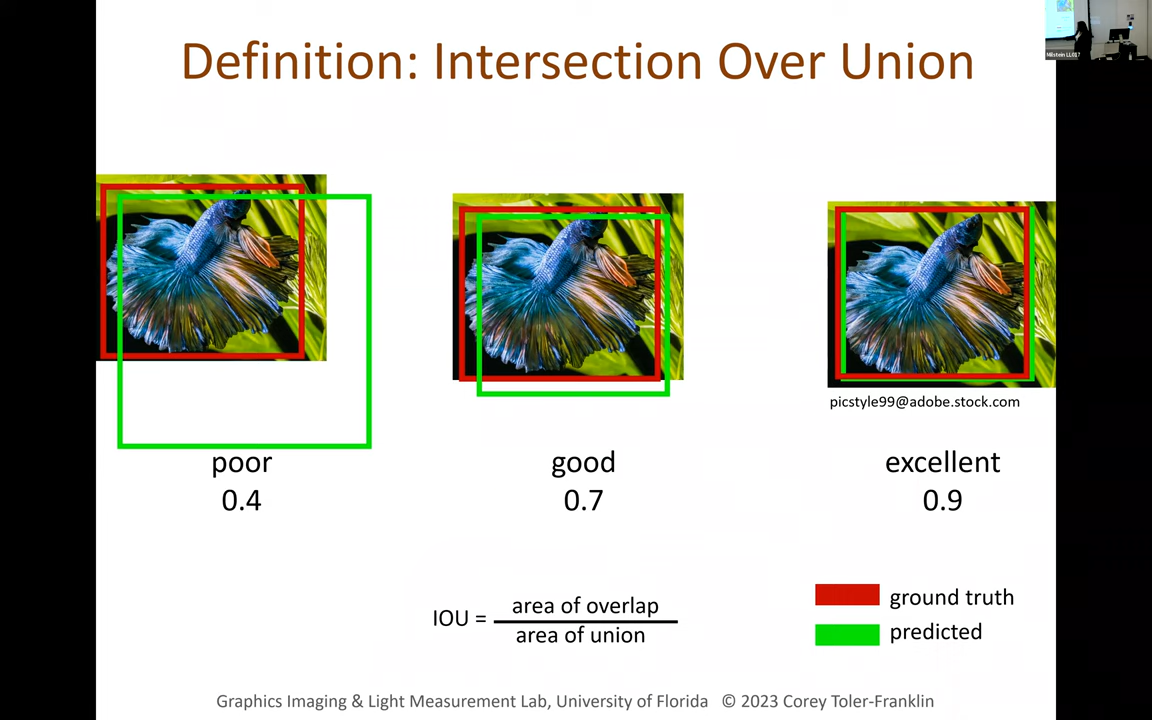 Definition: Intersection Over Union
Milstein LL017
picstyle99@adobe.stock.com
poor
good
excellent
0.4
0.7
0.9
IOU = area of overlap
area of union
ground truth
predicted
Graphics Imaging & Light Measurement Lab, University of Florida © 2023 Corey Toler-Franklin